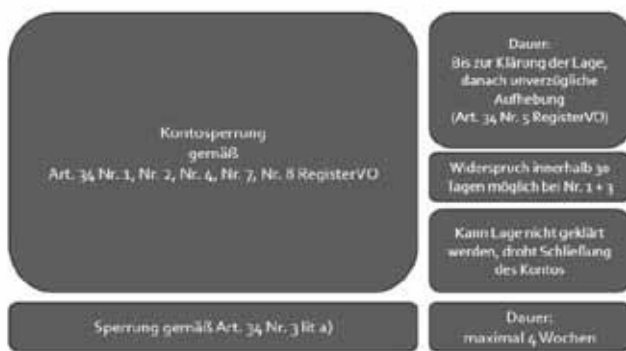 Kontosperrung
gemäß
Art. 34 Nr. 1, Nr. 2, Nr. 4, Nr. 7, Nr. 8 RegisterVO
Dauer:
Bis zur Klärung der Lage,
danach unverzügliche
Aufhebung
(Art. 34 Nr. 5 RegisterVO)
Widerspruch innerhalb 30
Tagen möglich bei Nr. 1 + 3
Kann Lage nicht geklärt
werden, droht Schließung
des Kontos
Sperrung gemäß Art. 34 Nr. 3 lit a)
Dauer:
maximal 4 Wochen